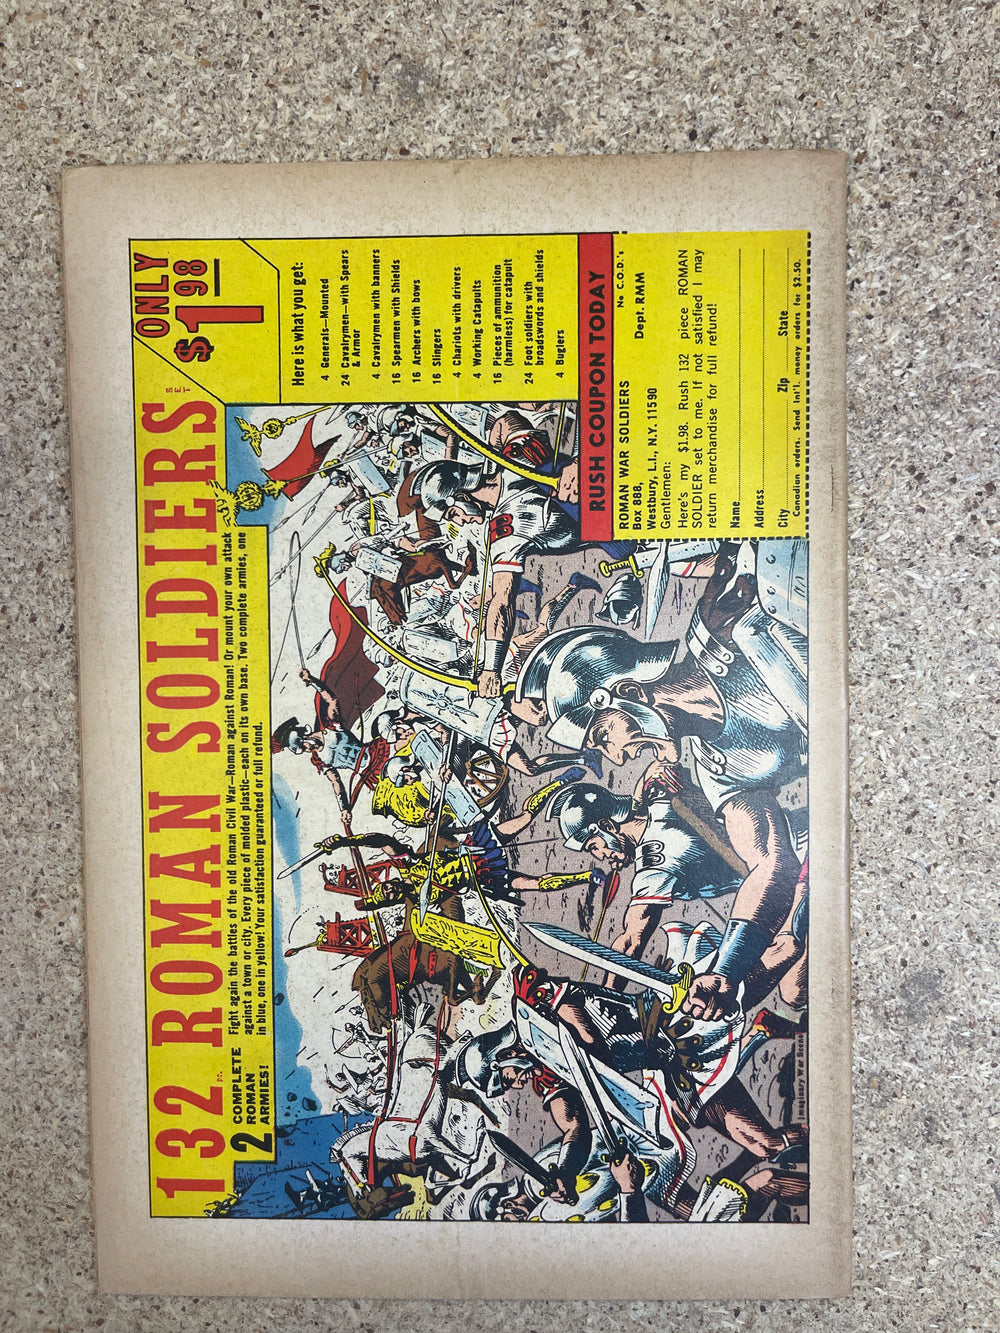 132 PC. ROMAN SOLDIERS SET
ONLY
$1 98
2 COMPLETE
ROMAN
ARMIES!
Fight again the battles of the old Roman Civil War—Roman against Roman! Or mount your own attack
against a town or city. Every piece of molded plastic—each on its own base. Two complete armies, one
in blue, one in yellow! Your satisfaction guaranteed or full refund.
Here is what you get:
4 Generals—Mounted
24 Cavalrymen—with Spears
& Armor
4 Cavalrymen with banners
16 Spearmen with Shields
16 Archers with bows
16 Slingers
4 Chariots with drivers
4 Working Catapults
16 Pieces of ammunition
(harmless) for catapult
24 Foot soldiers with
broadswords and shields
4 Buglers
RUSH COUPON TODAY
No C.O.D.'s
ROMAN WAR SOLDIERS
Box 888, Dept. RMM
Westbury, L.I., N.Y. 11590
Gentlemen:
Here's my $1.98. Rush 132 piece ROMAN
SOLDIER set to me. If not satisfied I may
return merchandise for full refund!
Name
Address
City Zip State
Canadian orders. Send Int'l. money orders for $2.50.
Imaginary War Scene